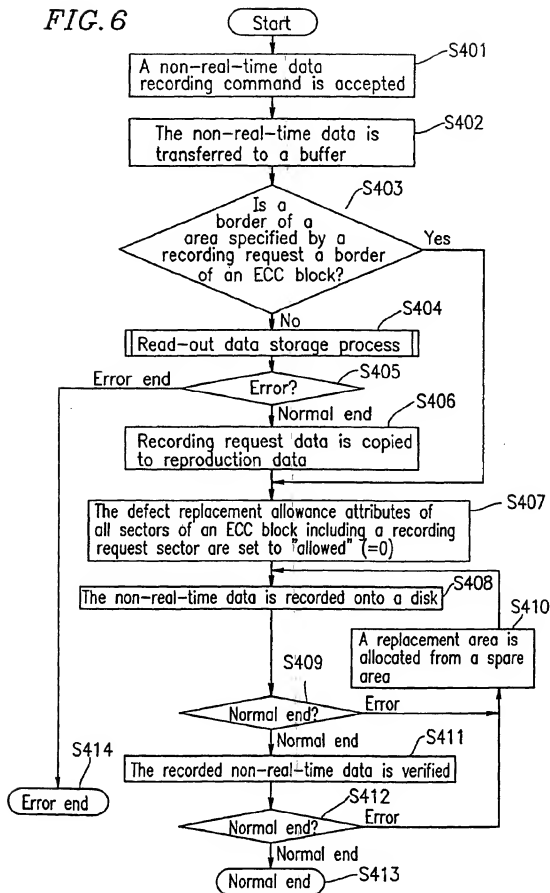 FIG. 6
Start
S401
A non-real-time data
recording command is accepted
S402
The non-real-time data is
transferred to a buffer
S403
Is a
border of a
area specified by a
recording request a border
of an ECC block?
Yes
No
S404
Read-out data storage process
S405
Error end
Error?
Normal end
S406
Recording request data is copied
to reproduction data
S407
The defect replacement allowance attributes of
all sectors of an ECC block including a recording
request sector are set to "allowed" (=0)
S408
The non-real-time data is recorded onto a disk
S410
A replacement area is
allocated from a spare
area
S409
Normal end?
Error
Normal end
S411
The recorded non-real-time data is verified
S414
Error end
S412
Normal end?
Error
Normal end
S413
Normal end